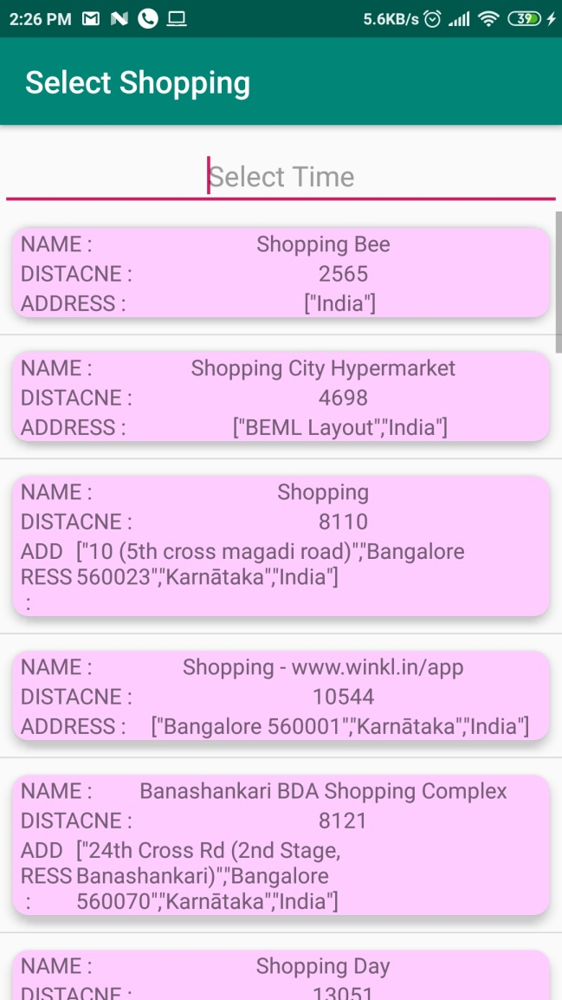 2:26 PM 5.6KB/s 39
Select Shopping
Select Time
NAME : Shopping Bee
DISTACNE : 2565
ADDRESS : ["India"]
NAME : Shopping City Hypermarket
DISTACNE : 4698
ADDRESS : ["BEML Layout","India"]
NAME : Shopping
DISTACNE : 8110
ADD ["10 (5th cross magadi road)","Bangalore
RESS 560023","Karnātaka","India"]
:
NAME : Shopping - www.winkl.in/app
DISTACNE : 10544
ADDRESS : ["Bangalore 560001","Karnātaka","India"]
NAME : Banashankari BDA Shopping Complex
DISTACNE : 8121
ADD ["24th Cross Rd (2nd Stage,
RESS Banashankari)","Bangalore
: 560070","Karnātaka","India"]
NAME : Shopping Day
DISTACNE : 13051